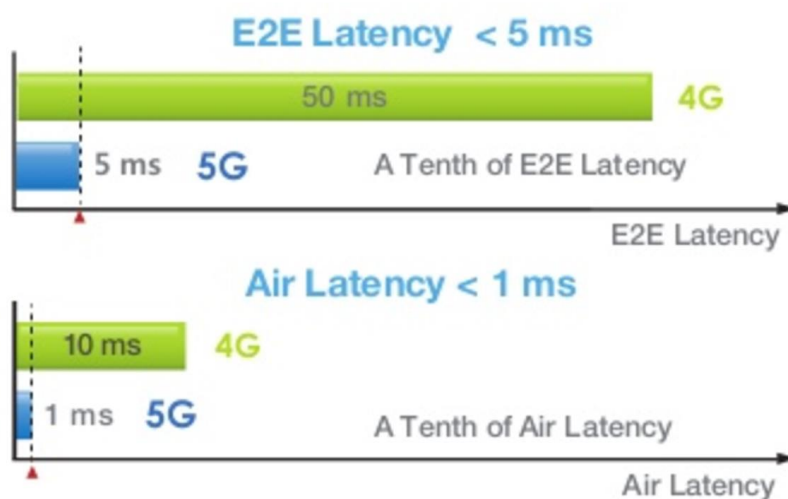 E2E Latency < 5 ms
50 ms 4G
5 ms 5G A Tenth of E2E Latency
E2E Latency
Air Latency < 1 ms
10 ms 4G
1 ms 5G A Tenth of Air Latency
Air Latency